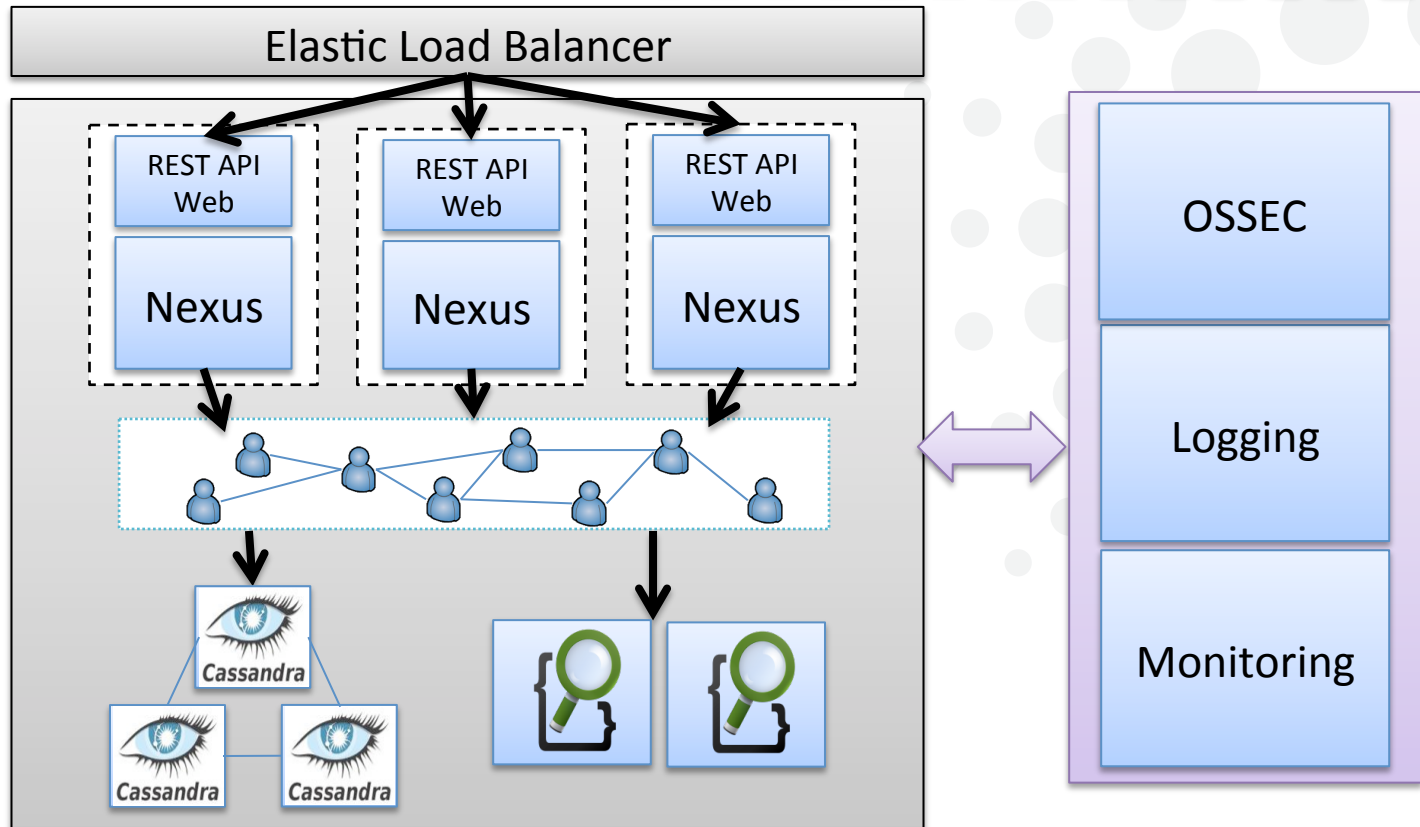 Elastic Load Balancer
REST API
Web
REST API
Web
REST API
Web
Nexus
Nexus
Nexus
Cassandra
Cassandra
Cassandra
OSSEC
Logging
Monitoring